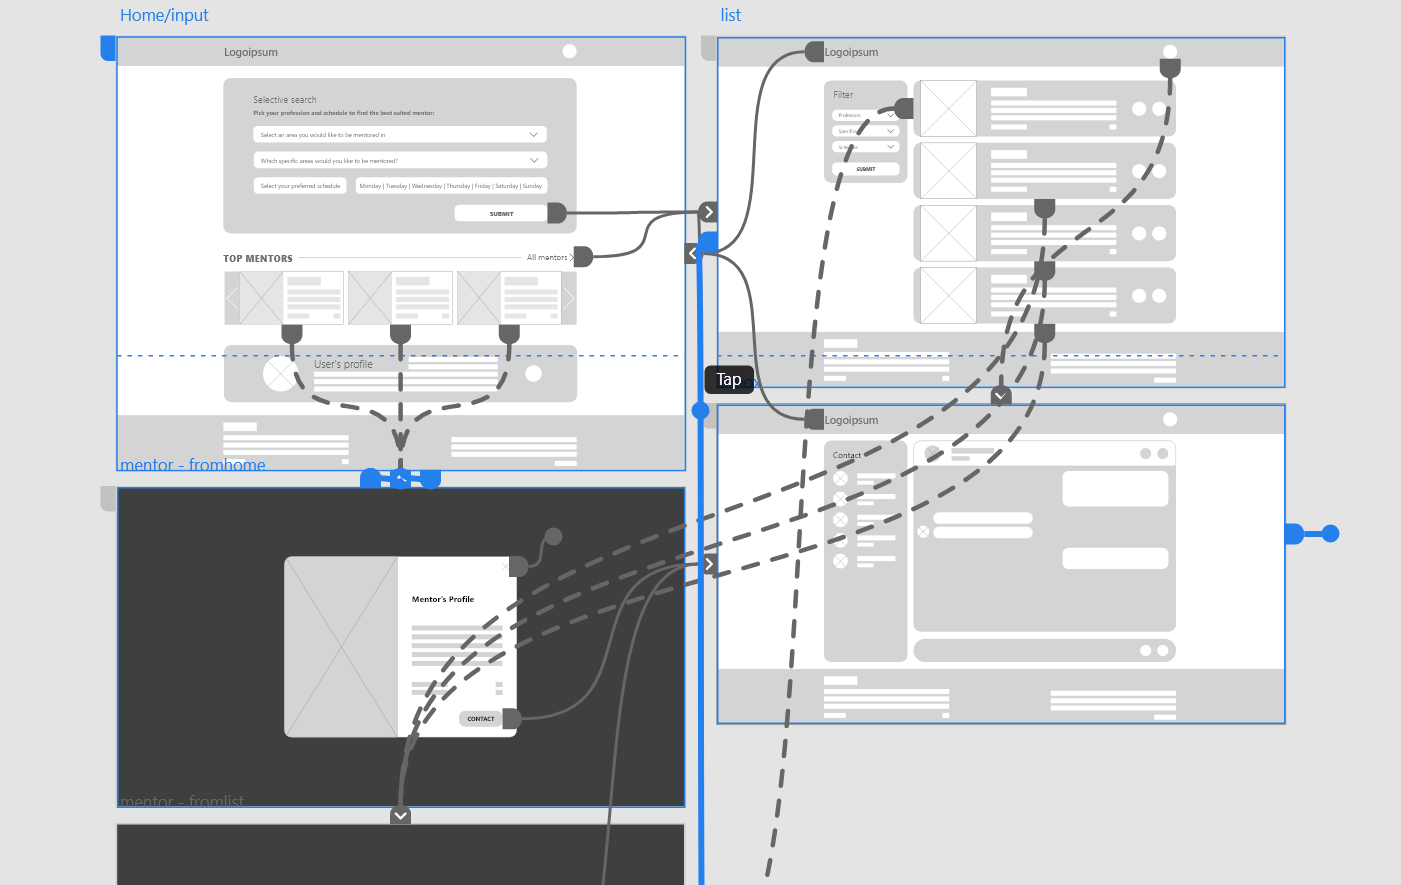 Home/input
list
Logoipsum
Selective search
Pick your profession and schedule to find the best suited mentor:
Select an area you would like to be mentored in
Which specific areas would you like to be mentored?
Select your preferred schedule
Monday | Tuesday | Wednesday | Thursday | Friday | Saturday | Sunday
SUBMIT
TOP MENTORS
All mentors
User's profile
Logoipsum
Filter
Profession
SUBMIT
Tap
mentor - fromhome
Mentor's Profile
CONTACT
mentor - fromlist
Logoipsum
Contact